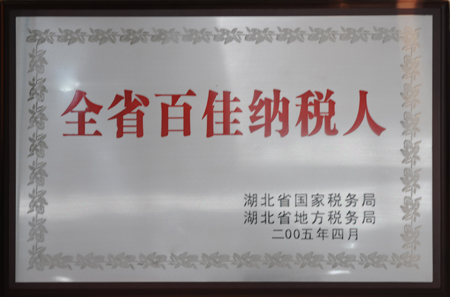 全省百佳纳税人
湖北省国家税务局
湖北省地方税务局
二00五年四月